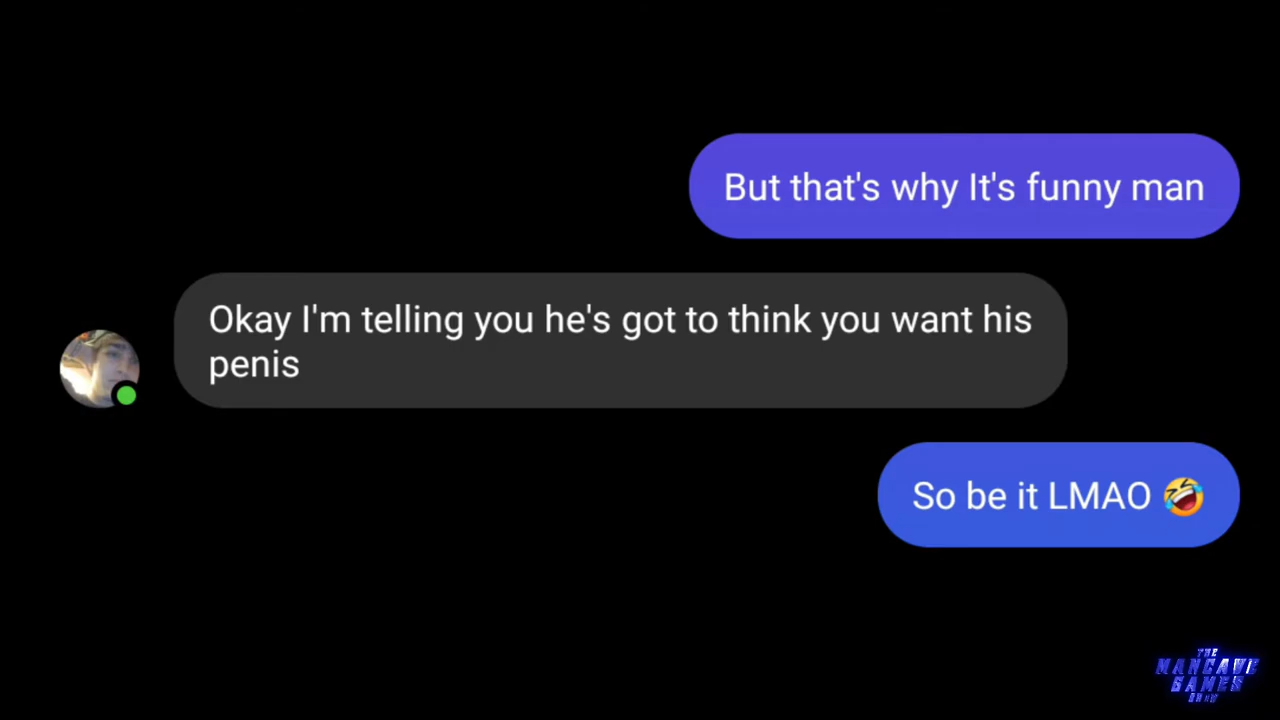 But that's why It's funny man
Okay I'm telling you he's got to think you want his
penis
So be it LMAO 🤣
THE
MANCAVE
GAMES
SHOW